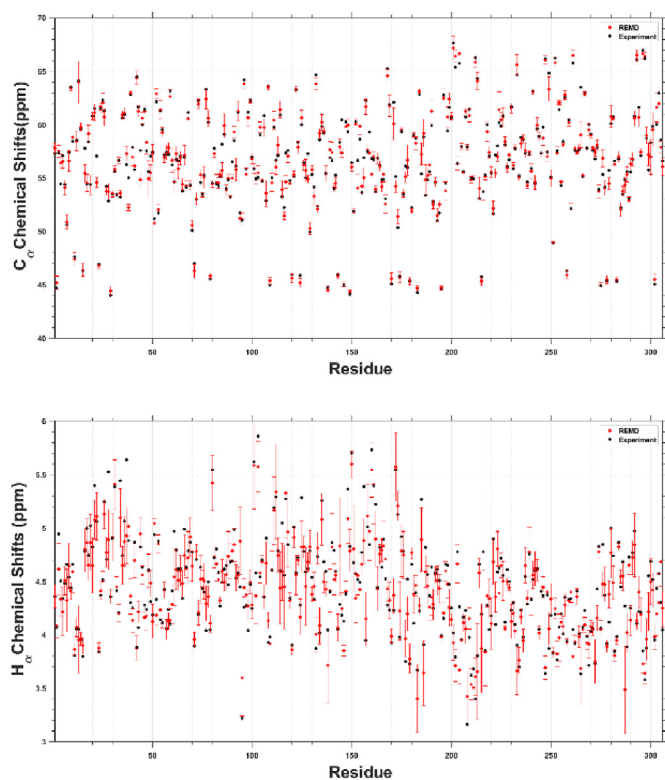 70
65
60
55
50
45
40
C α Chemical Shifts(ppm)
REMD
Experiment
50 100 150 200 250 300
Residue
6
5.5
5
4.5
4
3.5
3
H α Chemical Shifts (ppm)
REMD
Experiment
50 100 150 200 250 300
Residue